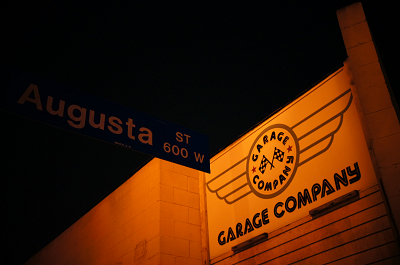 Augusta ST
600 W
GARAGE
COMPANY
GARAGE COMPANY